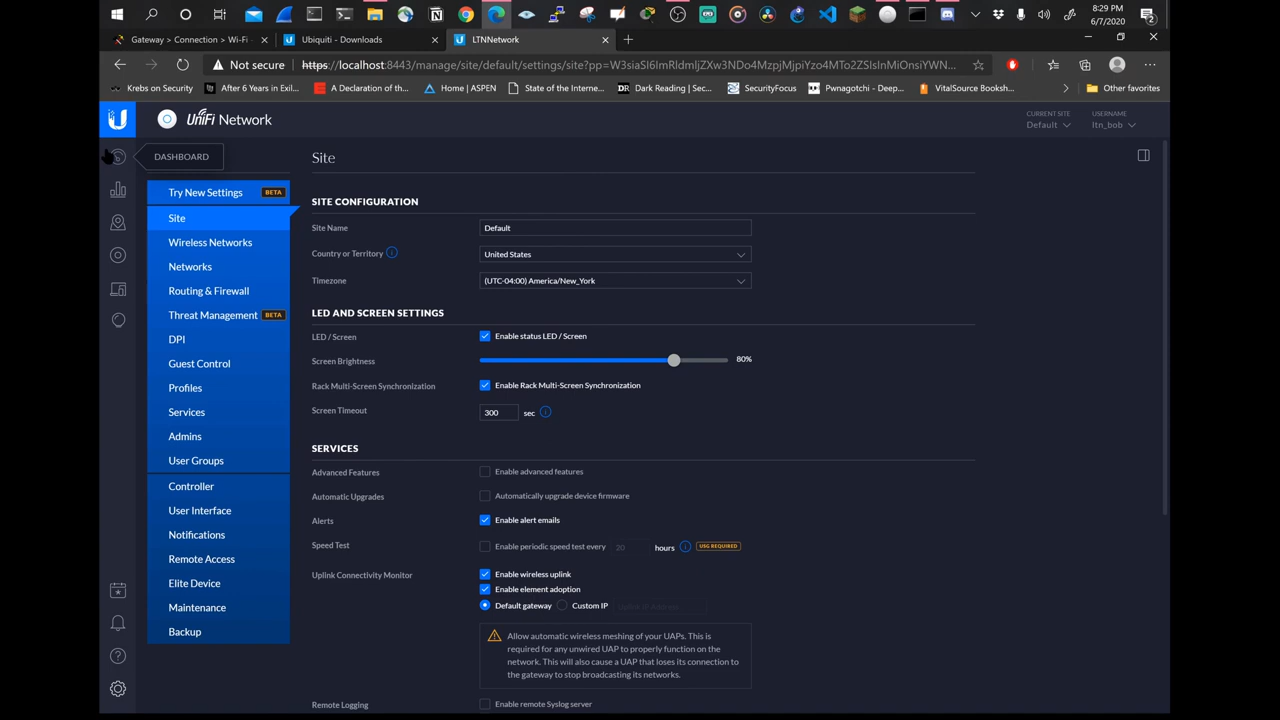 8:29 PM
6/7/2020
2
Gateway > Connection > Wi-Fi -
Ubiquiti - Downloads
LTNNetwork
Not secure
https://localhost:8443/manage/site/default/settings/site?pp=
Krebs on Security
After 6 Years in Exil...
A Declaration of the...
Home | ASPEN
State of the Interne...
DR Dark Reading | Sec...
SecurityFocus
Pwnagotchi - Deep...
VitalSource Booksh...
Other favorites
UniFi Network
CURRENT SITE
Default
USERNAME
ltn_bob
DASHBOARD
Try New Settings BETA
Site
Wireless Networks
Networks
Routing & Firewall
Threat Management BETA
DPI
Guest Control
Profiles
Services
Admins
User Groups
Controller
User Interface
Notifications
Remote Access
Elite Device
Maintenance
Backup
Site
SITE CONFIGURATION
Site Name Default
Country or Territory United States
Timezone (UTC-04:00) America/New_York
LED AND SCREEN SETTINGS
LED / Screen Enable status LED / Screen
Screen Brightness 80%
Rack Multi-Screen Synchronization Enable Rack Multi-Screen Synchronization
Screen Timeout 300 sec
SERVICES
Advanced Features Enable advanced features
Automatic Upgrades Automatically upgrade device firmware
Alerts Enable alert emails
Speed Test Enable periodic speed test every 20 hours USG REQUIRED
Uplink Connectivity Monitor Enable wireless uplink
Enable element adoption
Default gateway Custom IP
Allow automatic wireless meshing of your UAPs. This is
required for any unwired UAP to properly function on the
network. This will also cause a UAP that loses its connection to
the gateway to stop broadcasting its networks.
Remote Logging Enable remote Syslog server